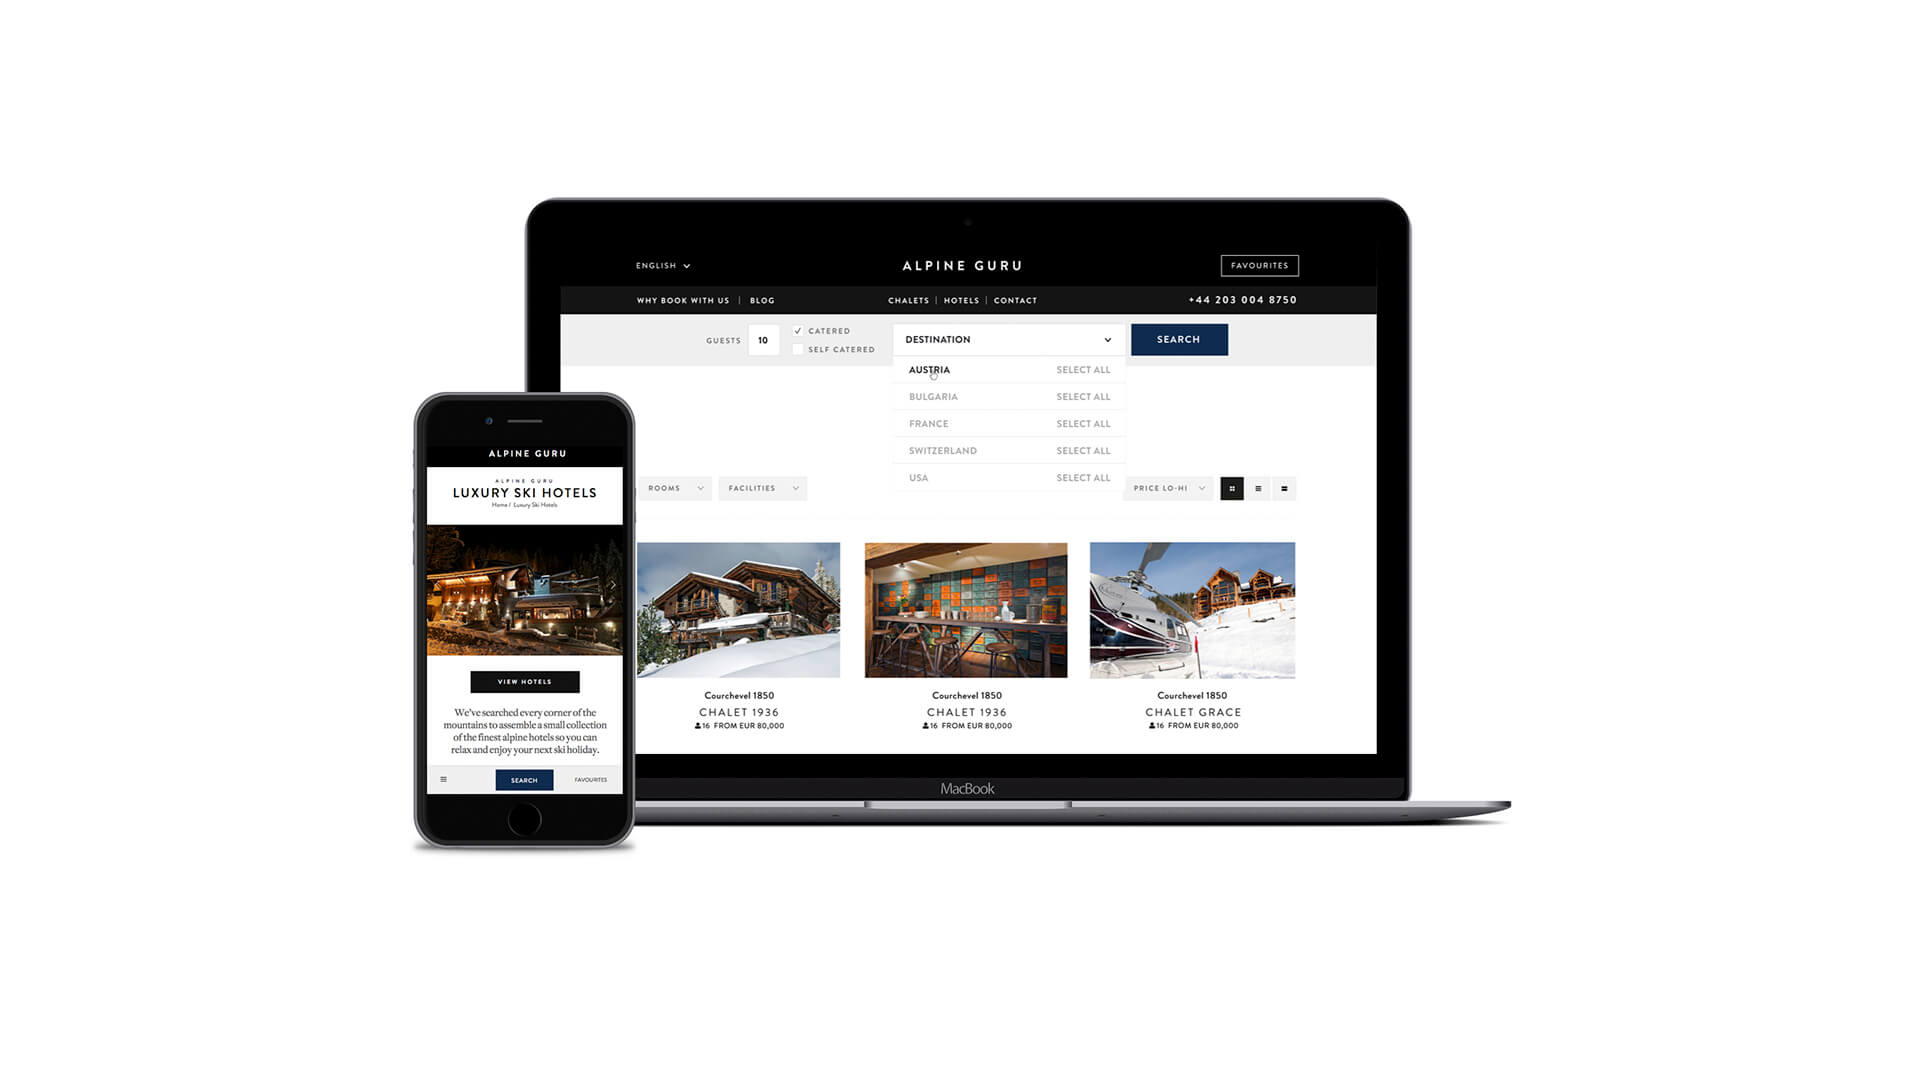 ENGLISH
ALPINE GURU
FAVOURITES
WHY BOOK WITH US | BLOG
CHALETS | HOTELS | CONTACT
+44 203 004 8750
GUESTS 10
CATERED
SELF CATERED
DESTINATION
SEARCH
AUSTRIA SELECT ALL
BULGARIA SELECT ALL
FRANCE SELECT ALL
SWITZERLAND SELECT ALL
USA SELECT ALL
ROOMS
FACILITIES
PRICE LO-HI
Courchevel 1850
CHALET 1936
16 FROM EUR 80,000
Courchevel 1850
CHALET 1936
16 FROM EUR 80,000
Courchevel 1850
CHALET GRACE
16 FROM EUR 80,000
MacBook
ALPINE GURU
ALPINE GURU
LUXURY SKI HOTELS
Home / Luxury Ski Hotels
VIEW HOTELS
We've searched every corner of the
mountains to assemble a small collection
of the finest alpine hotels so you can
relax and enjoy your next ski holiday.
SEARCH
FAVOURITES